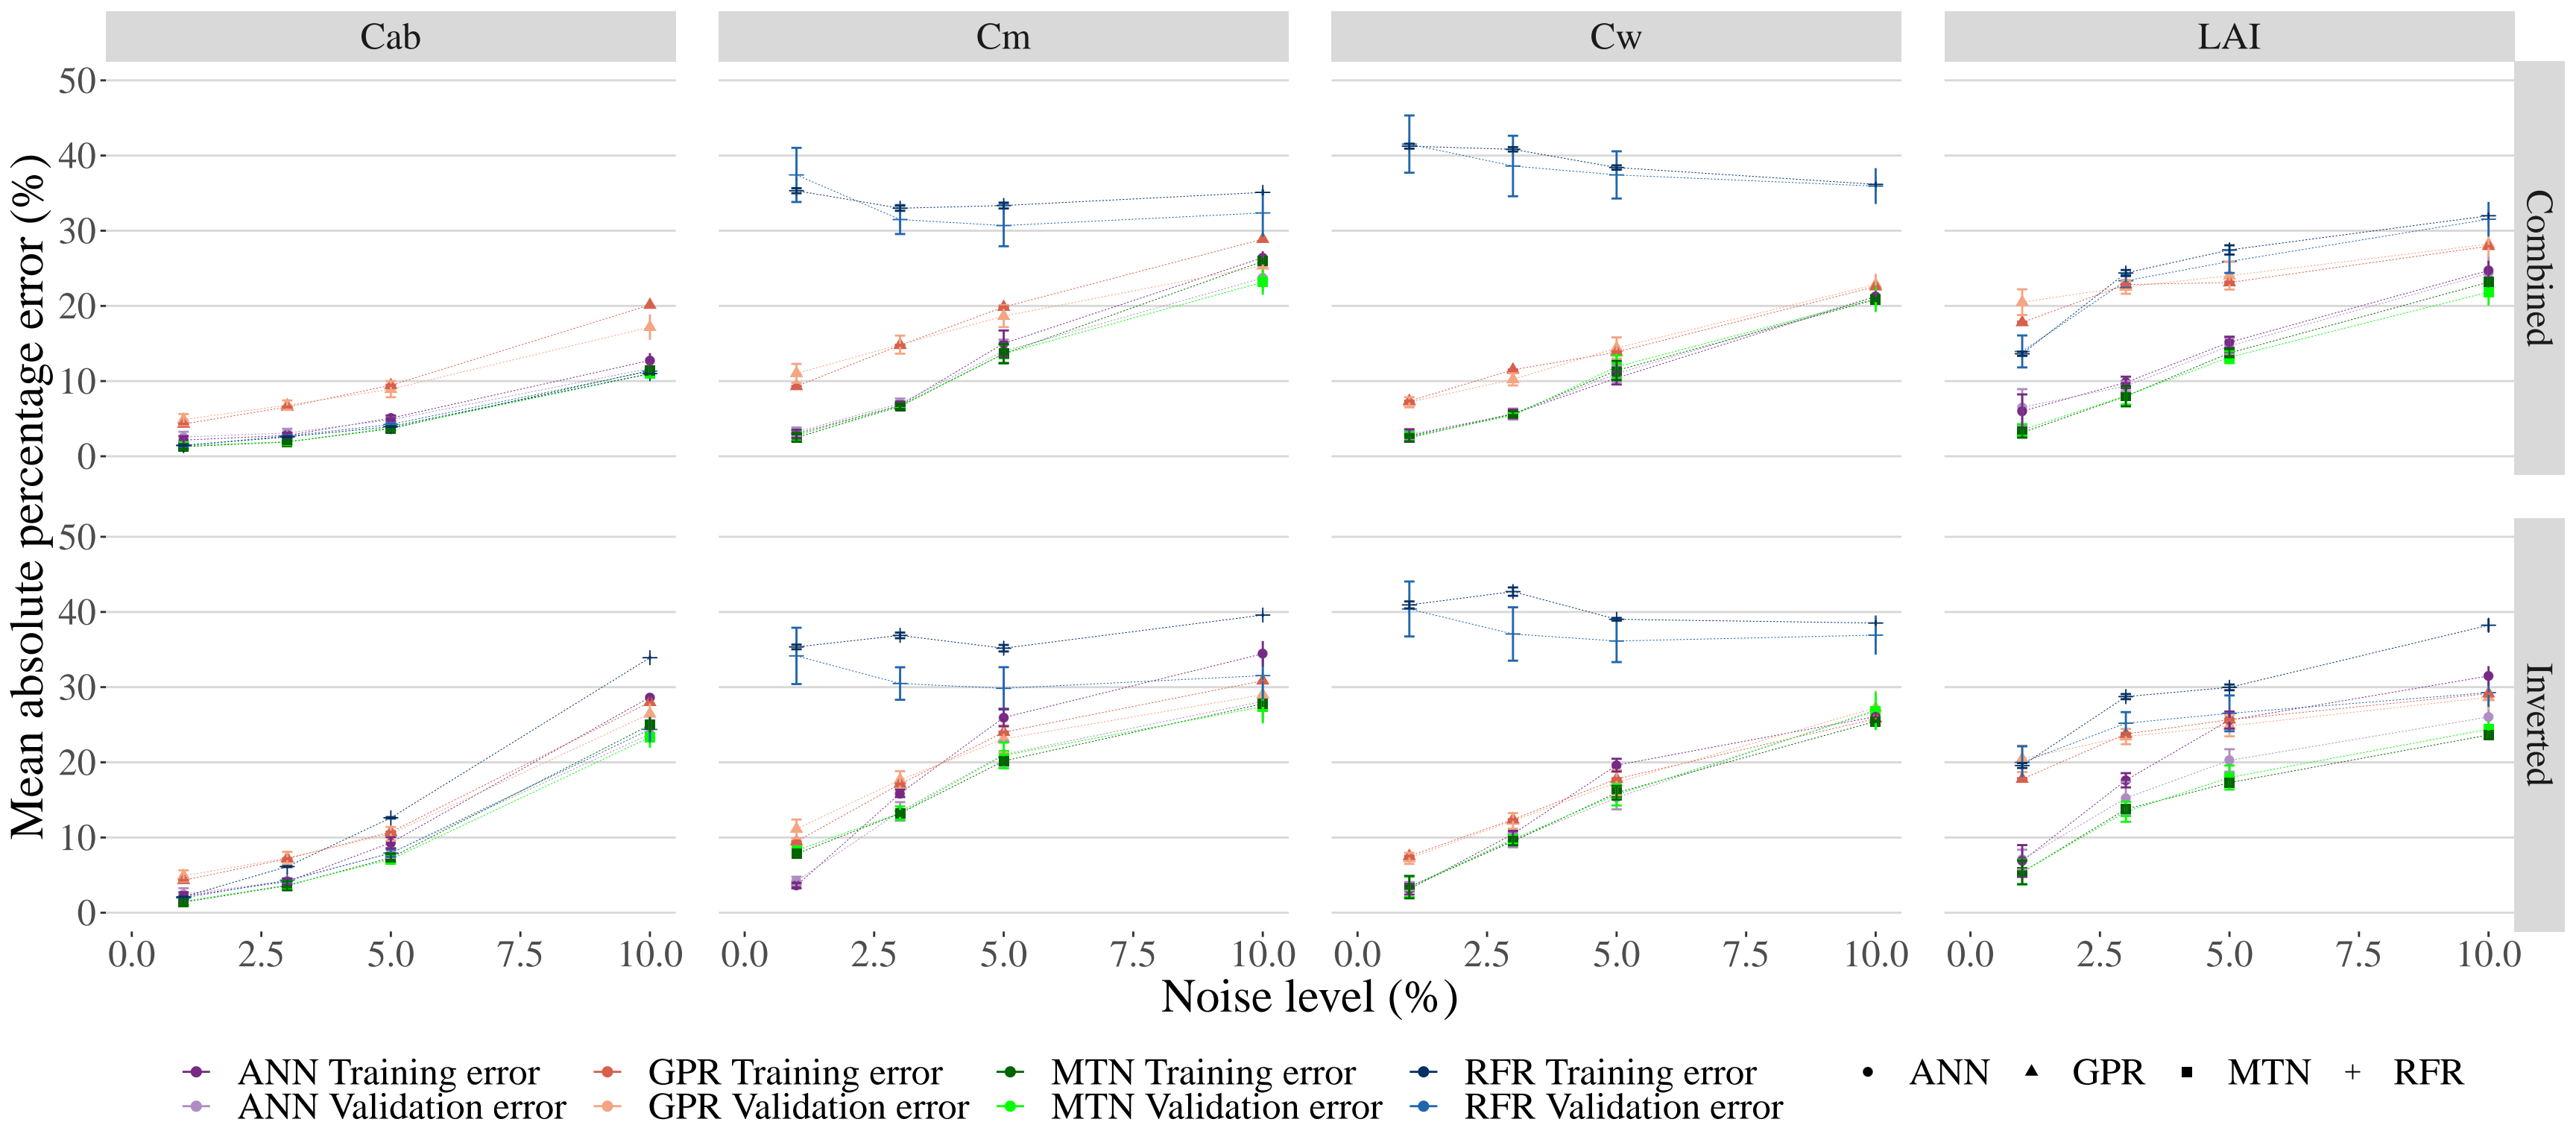 Cab Cm Cw LAI
Mean absolute percentage error (%)
50
40
30
20
10
0
Combined
50
40
30
20
10
0
Inverted
0.0 2.5 5.0 7.5 10.0 0.0 2.5 5.0 7.5 10.0 0.0 2.5 5.0 7.5 10.0 0.0 2.5 5.0 7.5 10.0
Noise level (%)
ANN Training error GPR Training error MTN Training error RFR Training error ANN GPR MTN RFR
ANN Validation error GPR Validation error MTN Validation error RFR Validation error